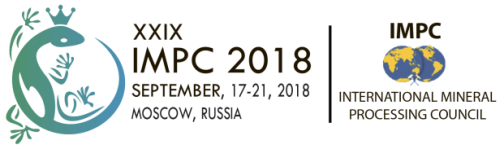 XXIX
IMPC 2018
SEPTEMBER, 17-21, 2018
MOSCOW, RUSSIA
IMPC
INTERNATIONAL MINERAL
PROCESSING COUNCIL